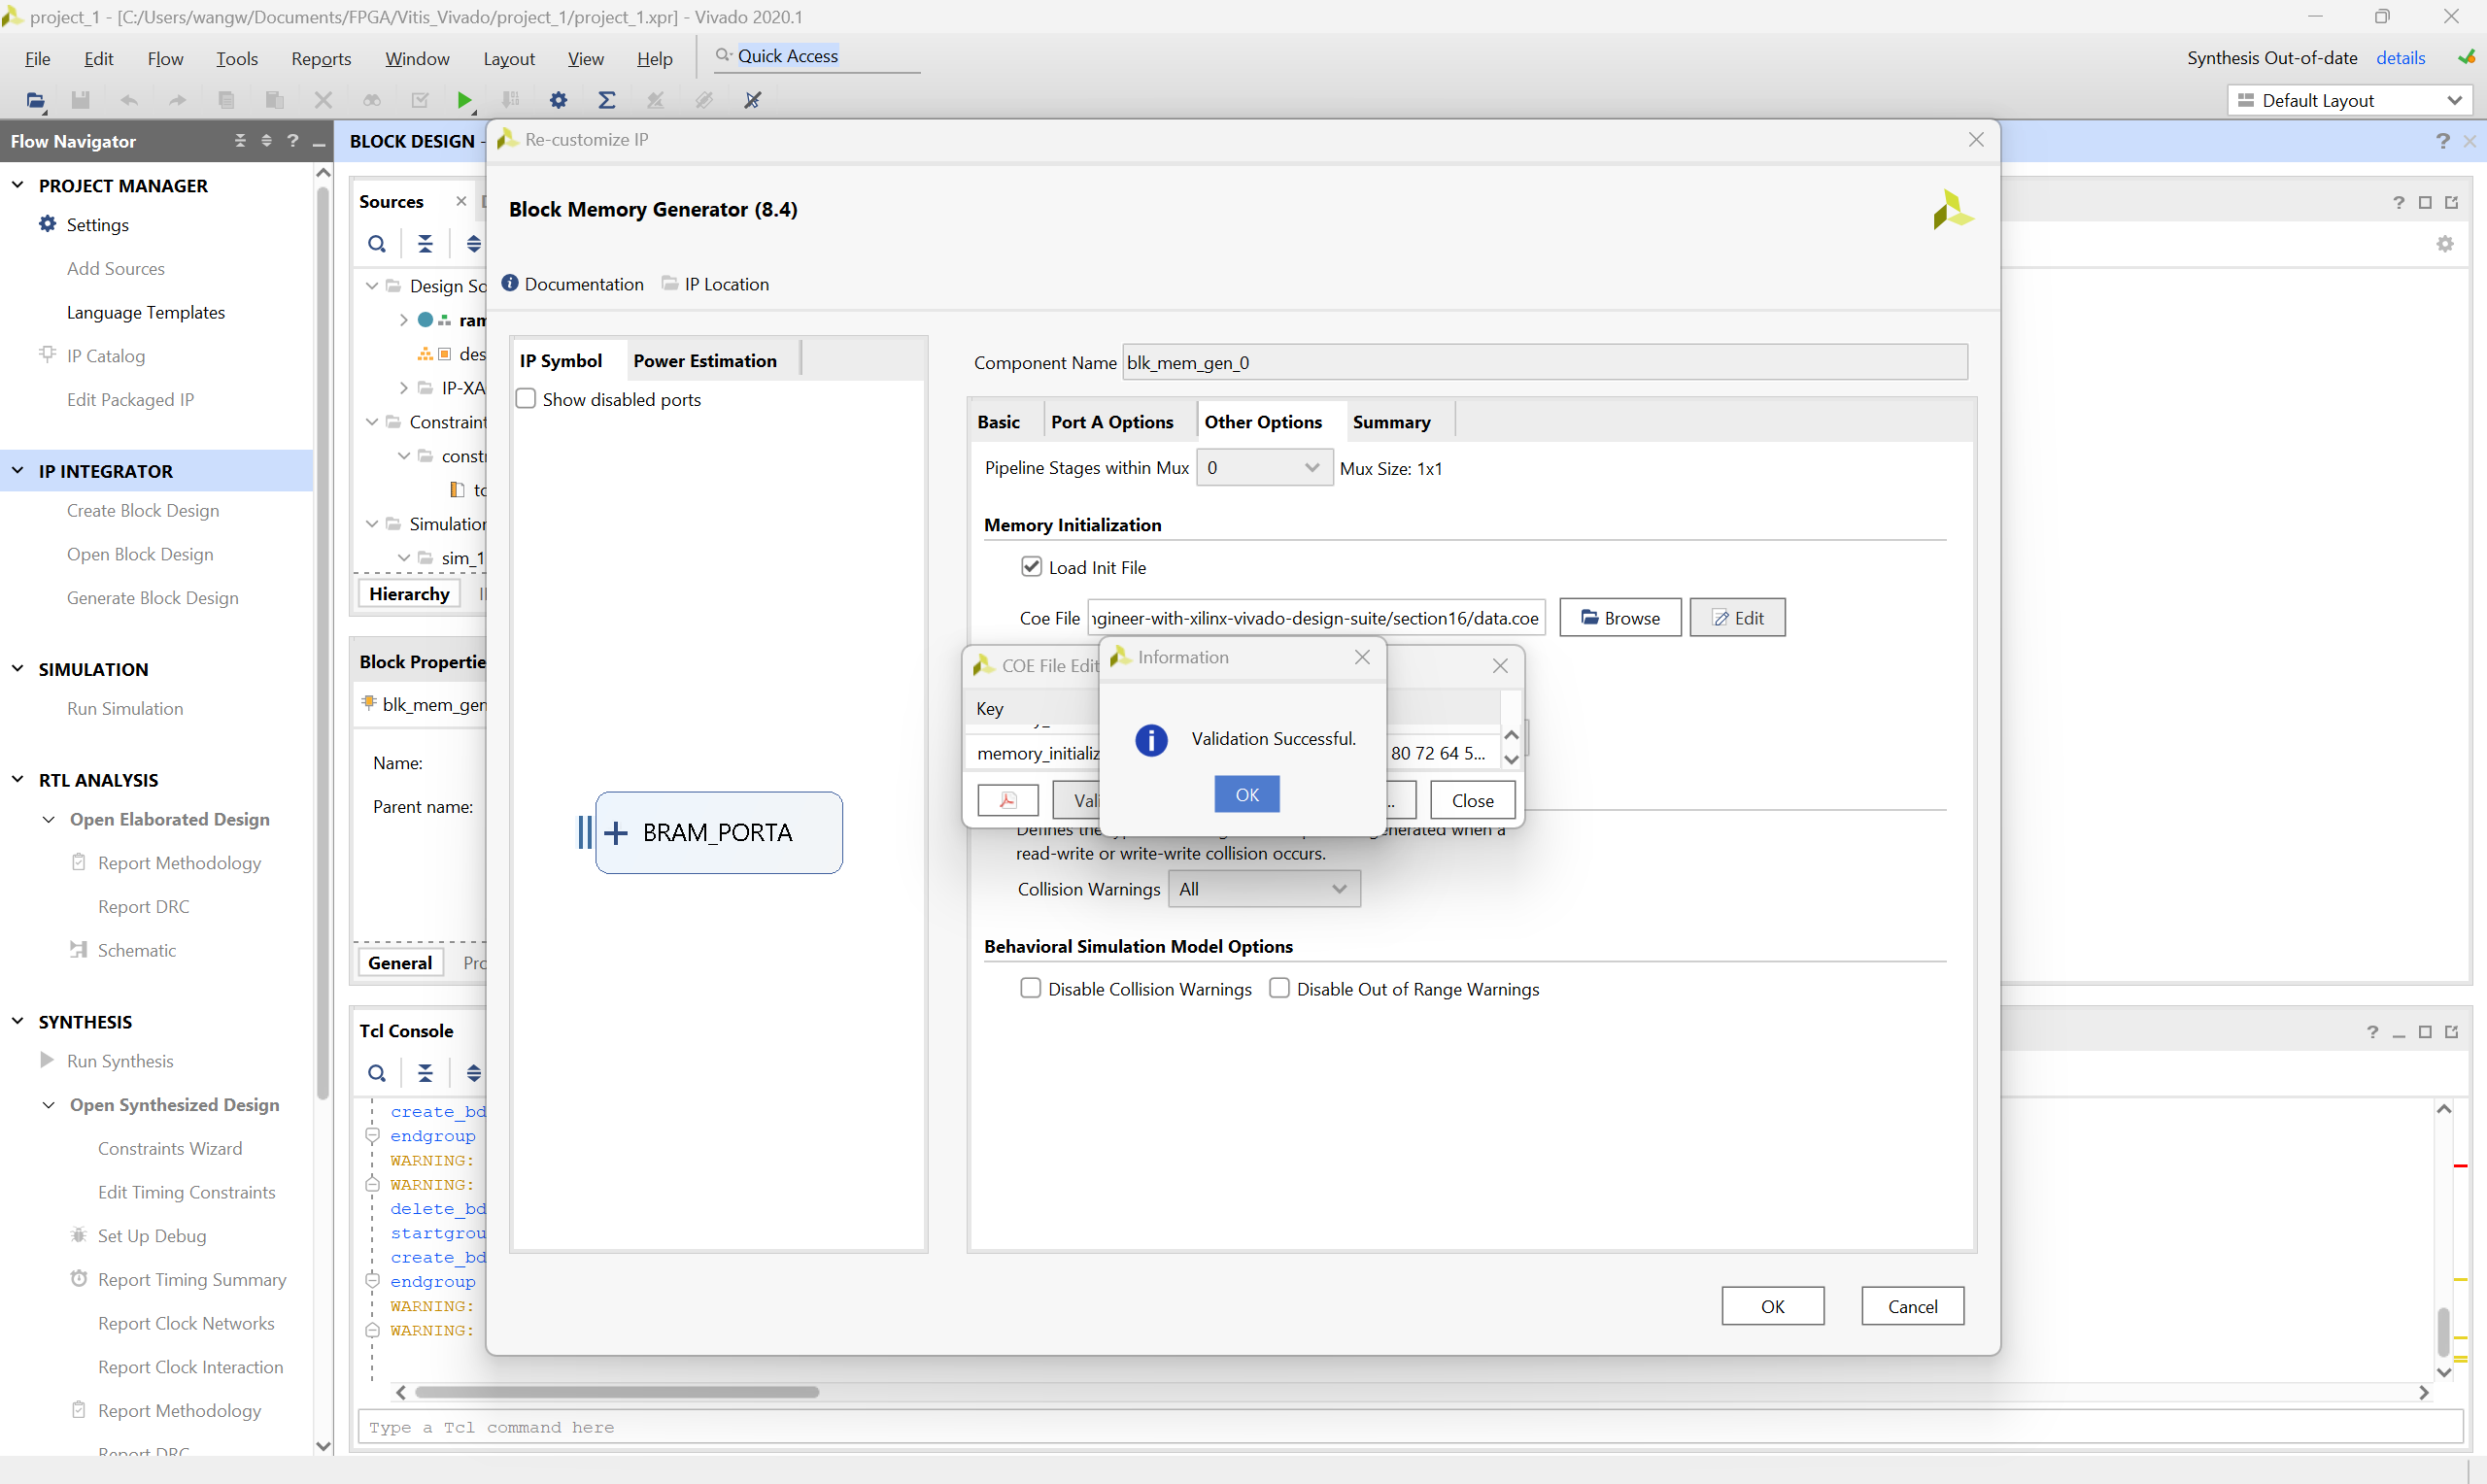 project_1 - [C:/Users/wangw/Documents/FPGA/Vitis_Vivado/project_1/project_1.xpr] - Vivado 2020.1
File Edit Flow Tools Reports Window Layout View Help Quick Access
Synthesis Out-of-date details
Default Layout
Flow Navigator
PROJECT MANAGER
Settings
Add Sources
Language Templates
IP Catalog
Edit Packaged IP
IP INTEGRATOR
Create Block Design
Open Block Design
Generate Block Design
SIMULATION
Run Simulation
RTL ANALYSIS
Open Elaborated Design
Report Methodology
Report DRC
Schematic
SYNTHESIS
Run Synthesis
Open Synthesized Design
Constraints Wizard
Edit Timing Constraints
Set Up Debug
Report Timing Summary
Report Clock Networks
Report Clock Interaction
Report Methodology
Report DRC
BLOCK DESIGN -
Sources
Design So
ram
des
IP-XA
Constraint
constr
tc
Simulation
sim_1
Hierarchy
Block Propertie
blk_mem_gen
Name:
Parent name:
General Pro
Tcl Console
create_bd
endgroup
WARNING:
WARNING:
delete_bd
startgrou
create_bd
endgroup
WARNING:
WARNING:
Type a Tcl command here
Re-customize IP
Block Memory Generator (8.4)
Documentation IP Location
IP Symbol Power Estimation
Show disabled ports
BRAM_PORTA
Component Name blk_mem_gen_0
Basic Port A Options Other Options Summary
Pipeline Stages within Mux 0 Mux Size: 1x1
Memory Initialization
Load Init File
Coe File ngineer-with-xilinx-vivado-design-suite/section16/data.coe Browse Edit
COE File Edit
Key
memory_initializ 80 72 64 5...
Vali .. Close
Information
Validation Successful.
OK
read-write or write-write collision occurs.
Collision Warnings All
Behavioral Simulation Model Options
Disable Collision Warnings Disable Out of Range Warnings
OK Cancel